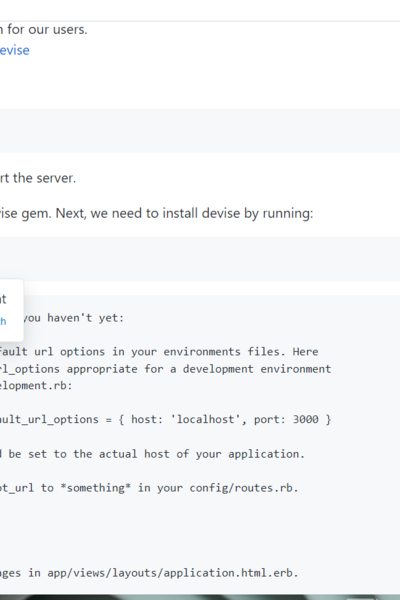 for our users.
evise
rt the server.
ise gem. Next, we need to install devise by running:
you haven't yet:
fault url options in your environments files. Here
rl_options appropriate for a development environment
elopment.rb:
ault_url_options = { host: 'localhost', port: 3000 }
d be set to the actual host of your application.
ot_url to *something* in your config/routes.rb.
ages in app/views/layouts/application.html.erb.